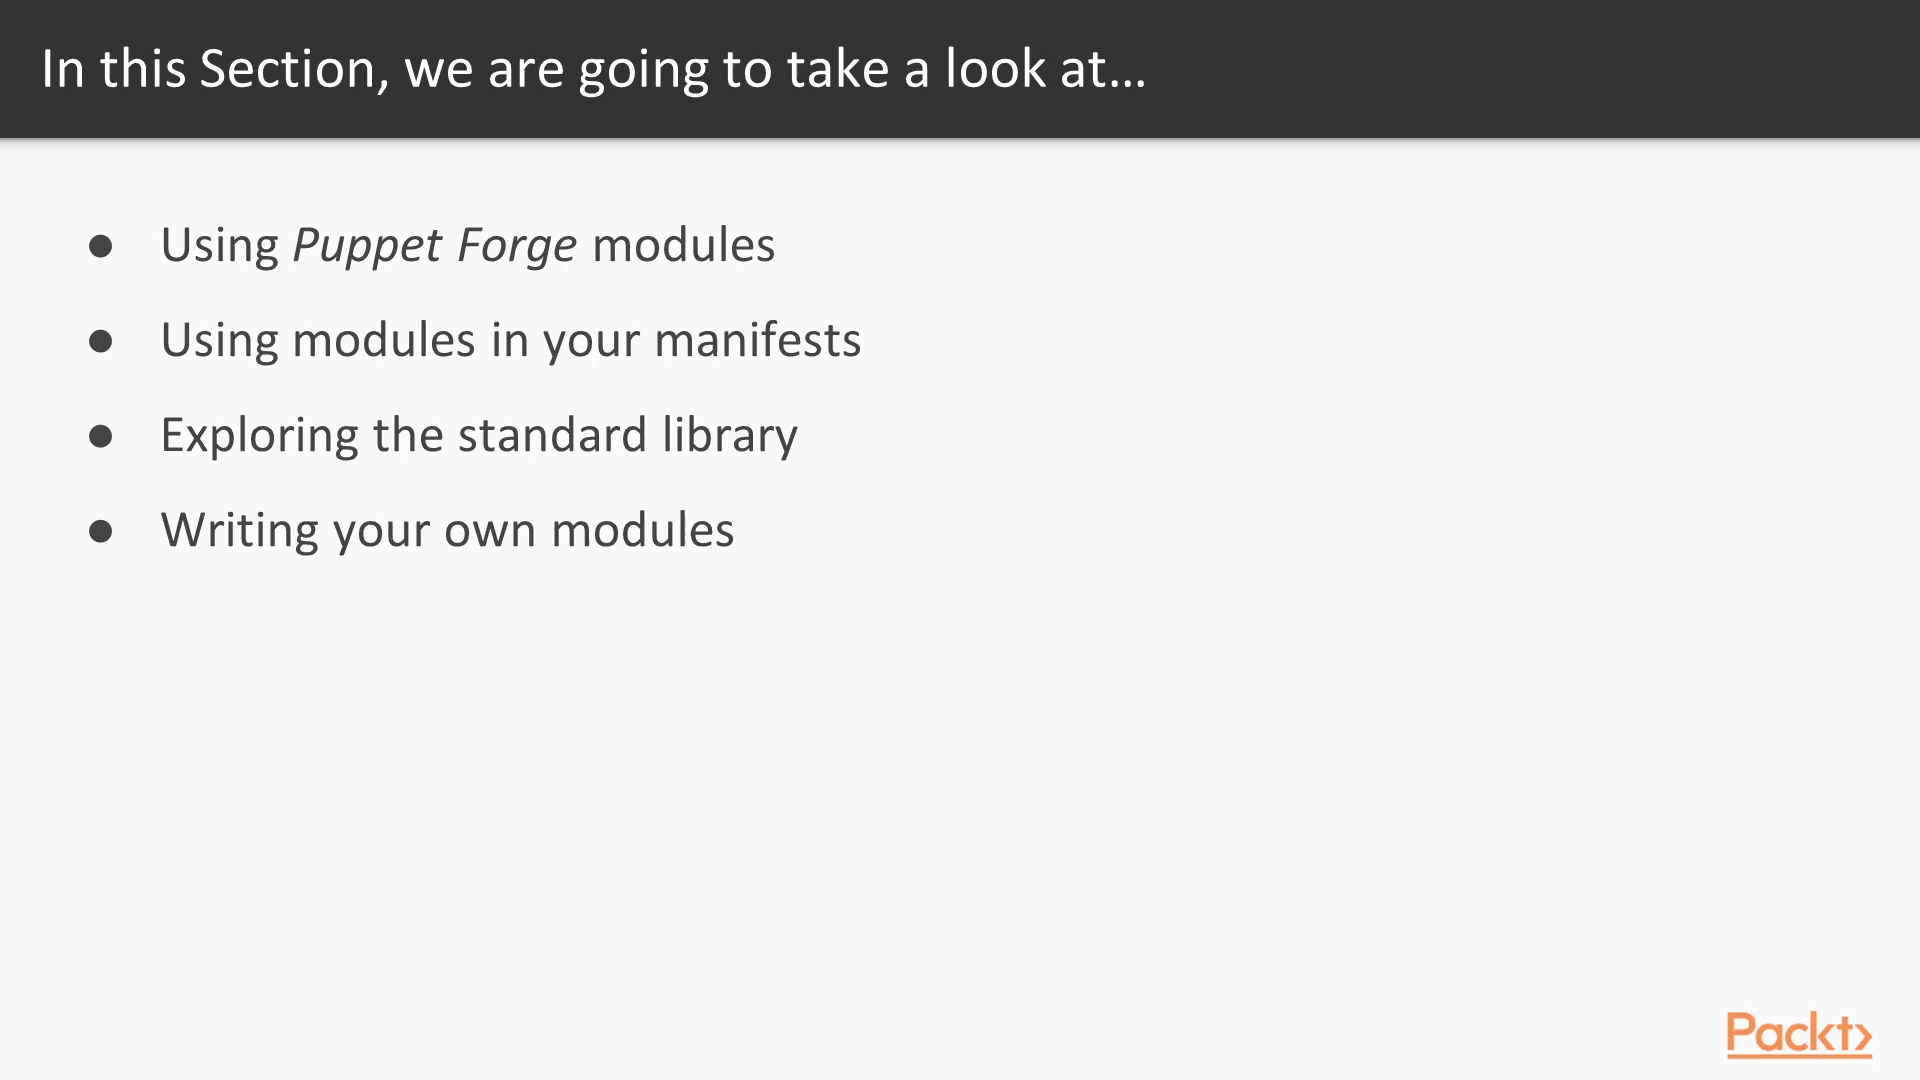 In this Section, we are going to take a look at...
● Using Puppet Forge modules
● Using modules in your manifests
● Exploring the standard library
● Writing your own modules
Packt>